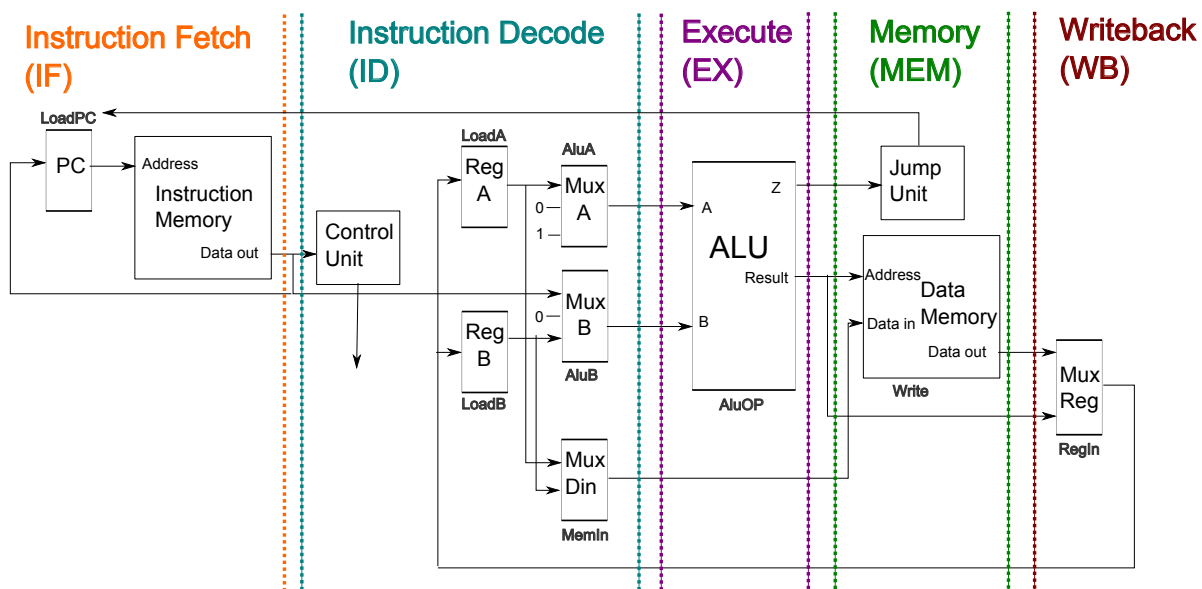 Instruction Fetch
(IF)
Instruction Decode
(ID)
Execute
(EX)
Memory
(MEM)
Writeback
(WB)
LoadPC
PC
Address
Instruction
Memory
Data out
Control
Unit
LoadA
Reg
A
AluA
Mux
A
0
1
Mux
B
0
AluB
Reg
B
LoadB
Mux
Din
MemIn
A
B
Z
ALU
Result
AluOP
Jump
Unit
Address
Data
Memory
Data in
Data out
Write
Mux
Reg
RegIn